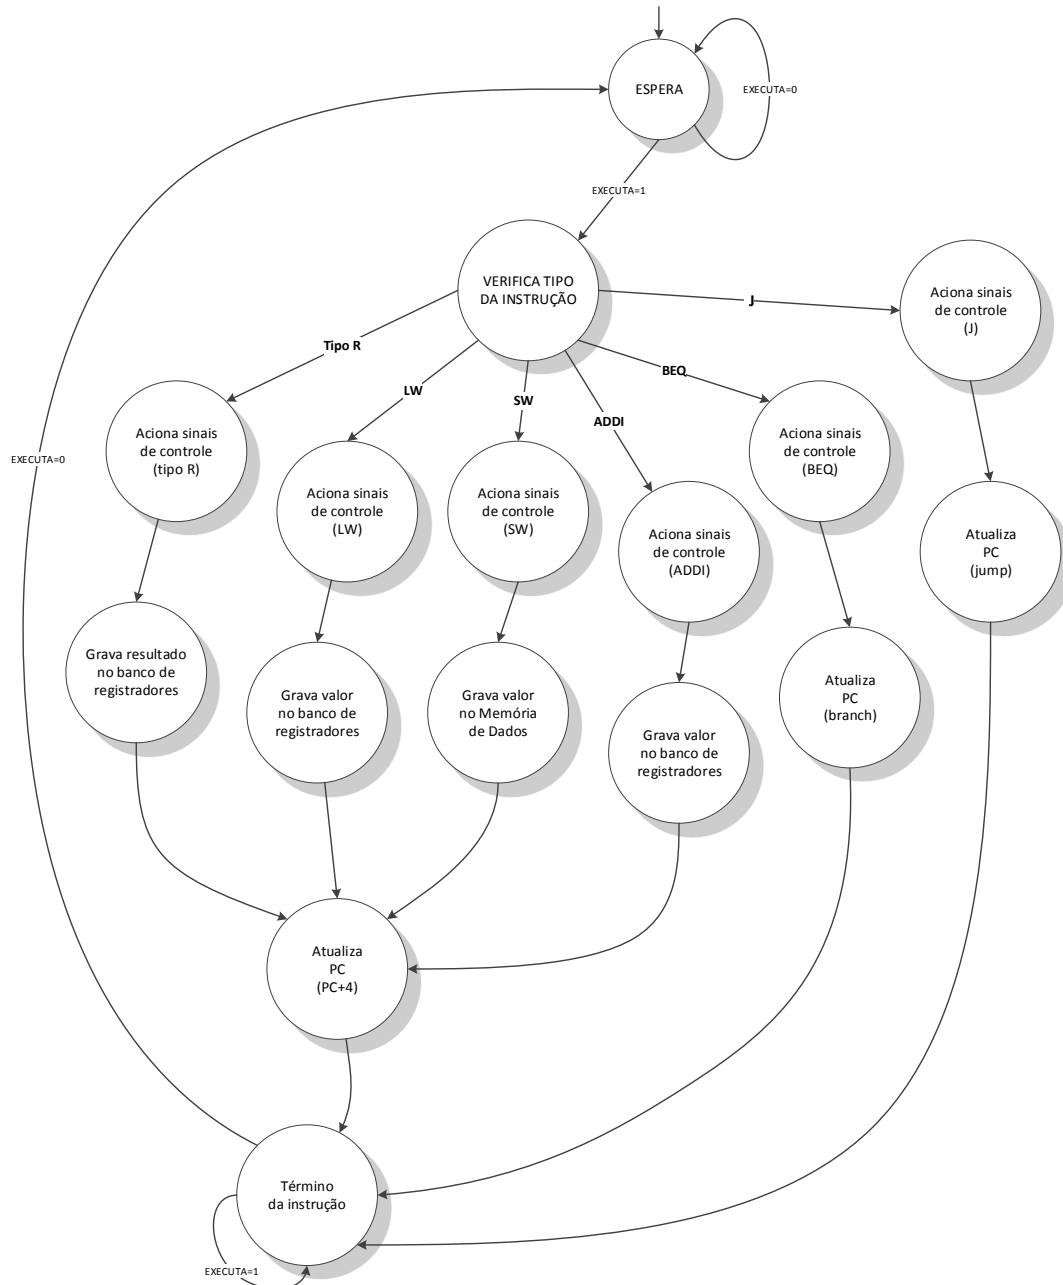 ESPERA
EXECUTA=0
EXECUTA=1
VERIFICA TIPO
DA INSTRUÇÃO
J
Aciona sinais
de controle
(J)
Tipo R
LW
SW
ADDI
BEQ
Aciona sinais
de controle
(tipo R)
Aciona sinais
de controle
(LW)
Aciona sinais
de controle
(SW)
Aciona sinais
de controle
(ADDI)
Aciona sinais
de controle
(BEQ)
Atualiza
PC
(jump)
EXECUTA=0
Grava resultado
no banco de
registradores
Grava valor
no banco de
registradores
Grava valor
no Memória
de Dados
Grava valor
no banco de
registradores
Atualiza
PC
(branch)
Atualiza
PC
(PC+4)
Término
da instrução
EXECUTA=1